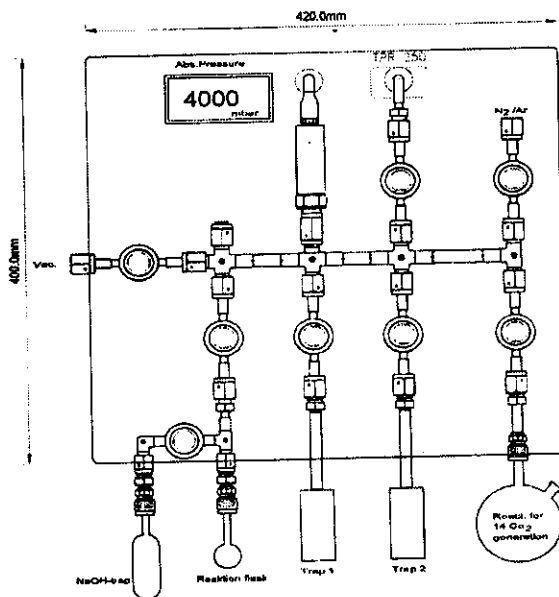 420.0mm
Abs.Pressure
4000
mbar
TPR 250
N2/Ar
400.0mm
Vac.
NaOH-trap
Reaktion flask
Trap 1
Trap 2
for
14 Co2
generation